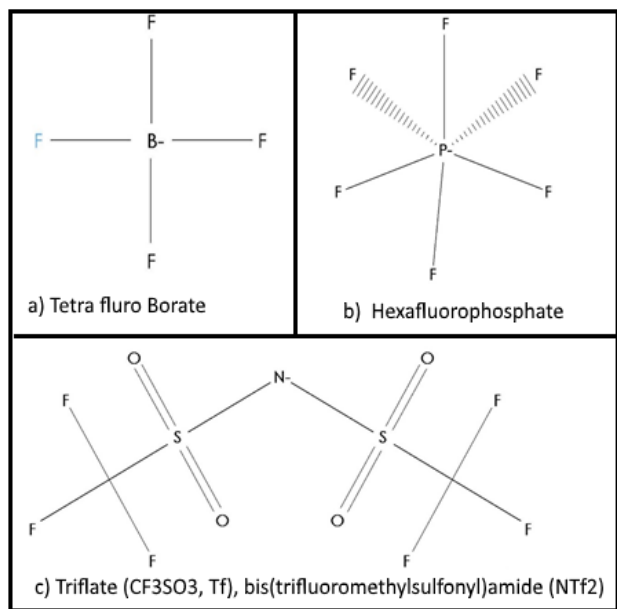 F
F B- F
F
a) Tetra fluro Borate
F
F F
P-
F F
F
b) Hexafluorophosphate
O N- O
F F
S S
F F
O O
F F
c) Triflate (CF3SO3, Tf), bis(trifluoromethylsulfonyl)amide (NTf2)